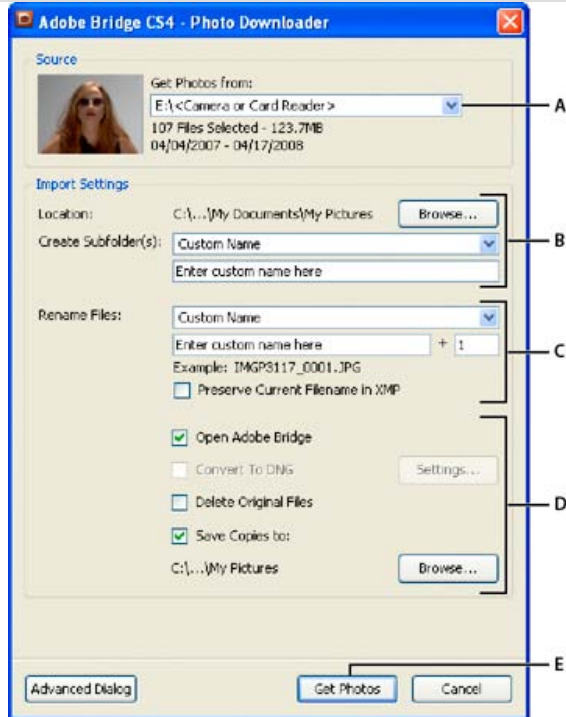 Adobe Bridge CS4 - Photo Downloader
Source
Get Photos from:
E:\<Camera or Card Reader>
A
107 Files Selected - 123.7MB
04/04/2007 - 04/17/2008
Import Settings
Location: C:\...\My Documents\My Pictures Browse...
Create Subfolder(s): Custom Name
B
Enter custom name here
Rename Files: Custom Name
Enter custom name here + 1
C
Example: IMGP3117_0001.JPG
Preserve Current Filename in XMP
Open Adobe Bridge
Convert To DNG Settings...
Delete Original Files
D
Save Copies to:
C:\...\My Pictures Browse...
E
Advanced Dialog Get Photos Cancel